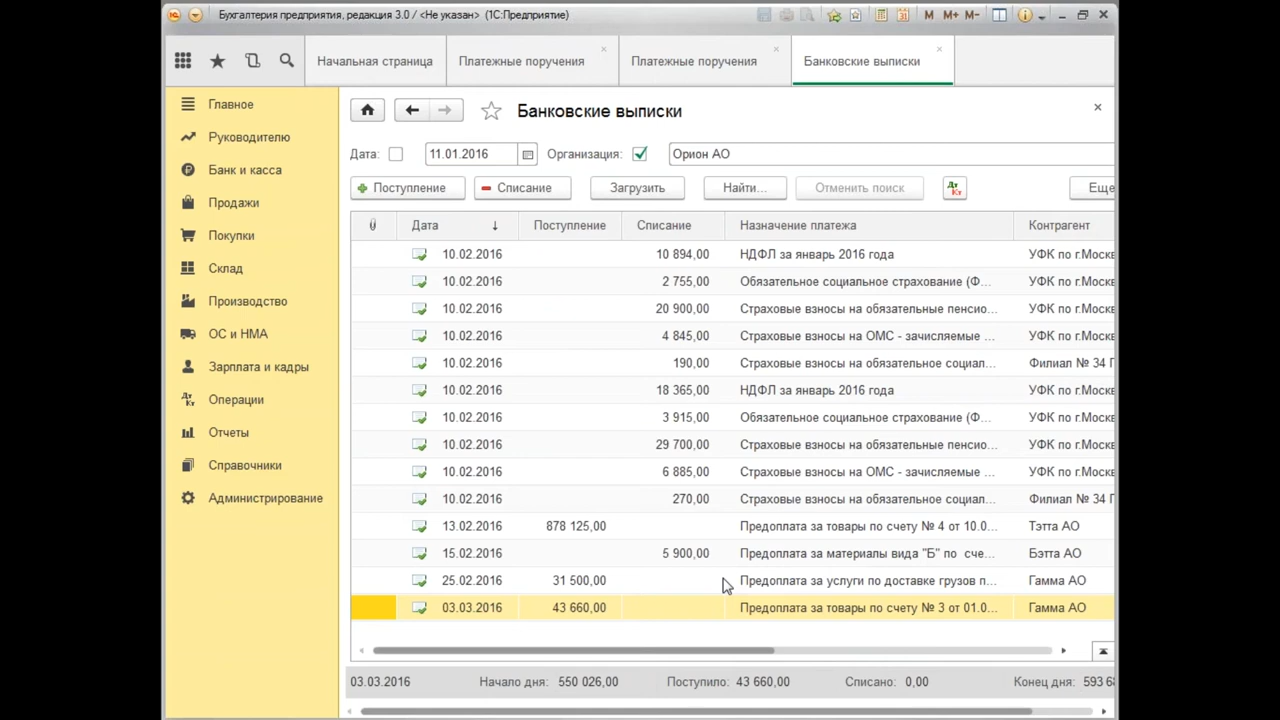 Бухгалтерия предприятия, редакция 3.0 / <Не указан> (1С:Предприятие) M M+ M-
Начальная страница Платежные поручения Платежные поручения Банковские выписки
Главное
Руководителю
Банк и касса
Продажи
Покупки
Склад
Производство
ОС и НМА
Зарплата и кадры
Операции
Отчеты
Справочники
Администрирование
Банковские выписки
Дата: 11.01.2016 Организация: Орион АО
Поступление Списание Загрузить Найти... Отменить поиск Дт Кт Еще
Дата Поступление Списание Назначение платежа Контрагент
10.02.2016 10 894,00 НДФЛ за январь 2016 года УФК по г.Москв
10.02.2016 2 755,00 Обязательное социальное страхование (Ф... УФК по г.Москв
10.02.2016 20 900,00 Страховые взносы на обязательные пенсио... УФК по г.Москв
10.02.2016 4 845,00 Страховые взносы на ОМС - зачисляемые ... УФК по г.Москв
10.02.2016 190,00 Страховые взносы на обязательное социал... Филиал № 34 Г
10.02.2016 18 365,00 НДФЛ за январь 2016 года УФК по г.Москв
10.02.2016 3 915,00 Обязательное социальное страхование (Ф... УФК по г.Москв
10.02.2016 29 700,00 Страховые взносы на обязательные пенсио... УФК по г.Москв
10.02.2016 6 885,00 Страховые взносы на ОМС - зачисляемые ... УФК по г.Москв
10.02.2016 270,00 Страховые взносы на обязательное социал... Филиал № 34 Г
13.02.2016 878 125,00 Предоплата за товары по счету № 4 от 10.0... Тэтта АО
15.02.2016 5 900,00 Предоплата за материалы вида "Б" по сче... Бэтта АО
25.02.2016 31 500,00 Предоплата за услуги по доставке грузов п... Гамма АО
03.03.2016 43 660,00 Предоплата за товары по счету № 3 от 01.0... Гамма АО
03.03.2016 Начало дня: 550 026,00 Поступило: 43 660,00 Списано: 0,00 Конец дня: 593 68